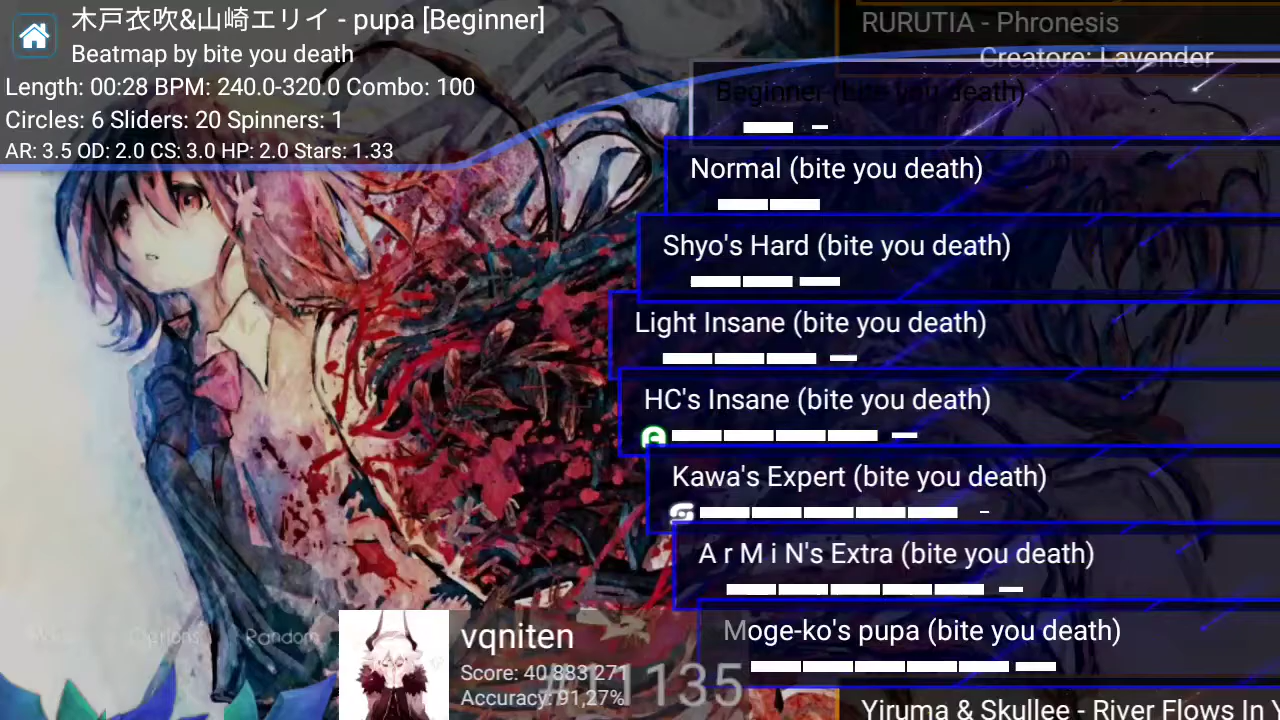 木戸衣吹&山崎エリイ - pupa [Beginner]
Beatmap by bite you death
Length: 00:28 BPM: 240.0-320.0 Combo: 100
Circles: 6 Sliders: 20 Spinners: 1
AR: 3.5 OD: 2.0 CS: 3.0 HP: 2.0 Stars: 1.33
RURUTIA - Phronesis
Creatore: Lavender
Beginner (bite you death)
Normal (bite you death)
Shyo's Hard (bite you death)
Light Insane (bite you death)
HC's Insane (bite you death)
Kawa's Expert (bite you death)
A r M i N's Extra (bite you death)
Moge-ko's pupa (bite you death)
Options
Random
vqniten
Score: 40 883 271
Accuracy: 91,27%
1135
Yiruma & Skullee - River Flows In